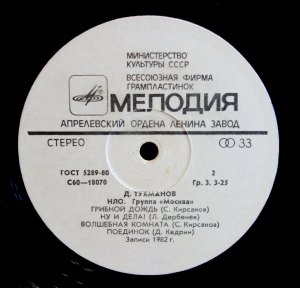 МИНИСТЕРСТВО
КУЛЬТУРЫ СССР
ВСЕСОЮЗНАЯ ФИРМА
ГРАМПЛАСТИНОК
МЕЛОДИЯ
АПРЕЛЕВСКИЙ ОРДЕНА ЛЕНИНА ЗАВОД
СТЕРЕО 33
ГОСТ 5289-80 2
С60—18070 Гр. 3. 3-25
Д. ТУХМАНОВ
НЛО. Группа «Москва»
ГРИБНОЙ ДОЖДЬ (С. Кирсанов)
НУ И ДЕЛА! (Л. Дербенев)
ВОЛШЕБНАЯ КОМНАТА (С. Кирсанов)
ПОЕДИНОК (Д. Кедрин)
Записи 1982 г.